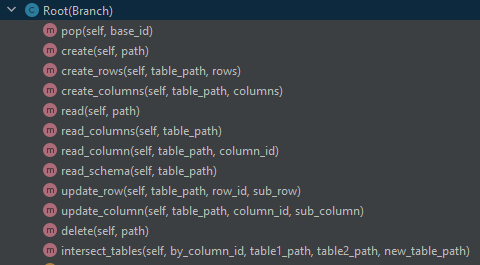 Root(Branch)
pop(self, base_id)
create(self, path)
create_rows(self, table_path, rows)
create_columns(self, table_path, columns)
read(self, path)
read_columns(self, table_path)
read_column(self, table_path, column_id)
read_schema(self, table_path)
update_row(self, table_path, row_id, sub_row)
update_column(self, table_path, column_id, sub_column)
delete(self, path)
intersect_tables(self, by_column_id, table1_path, table2_path, new_table_path)